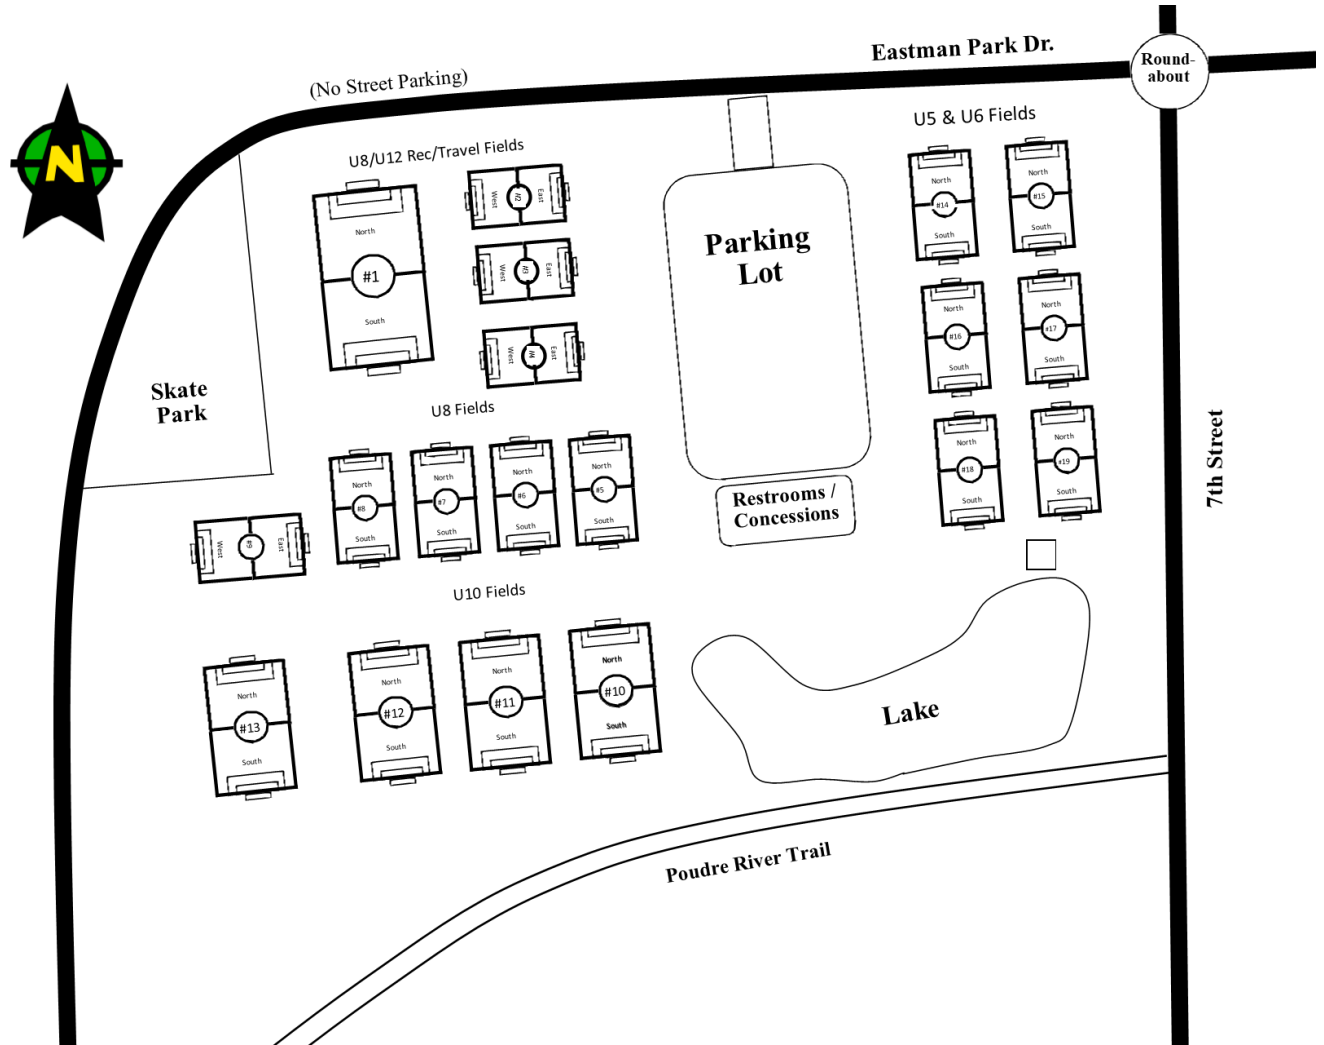 Eastman Park Dr.
Round-
about
(No Street Parking)
N
U5 & U6 Fields
U8/U12 Rec/Travel Fields
North
#1
South
West
#2
East
West
#3
East
West
#4
East
Parking
Lot
North
#14
South
North
#15
South
North
#16
South
North
#17
South
North
#18
South
North
#19
South
Skate
Park
U8 Fields
North
#8
South
North
#7
South
North
#6
South
North
#5
South
West
#9
East
Restrooms /
Concessions
7th Street
U10 Fields
North
#13
South
North
#12
South
North
#11
South
North
#10
South
Lake
Poudre River Trail